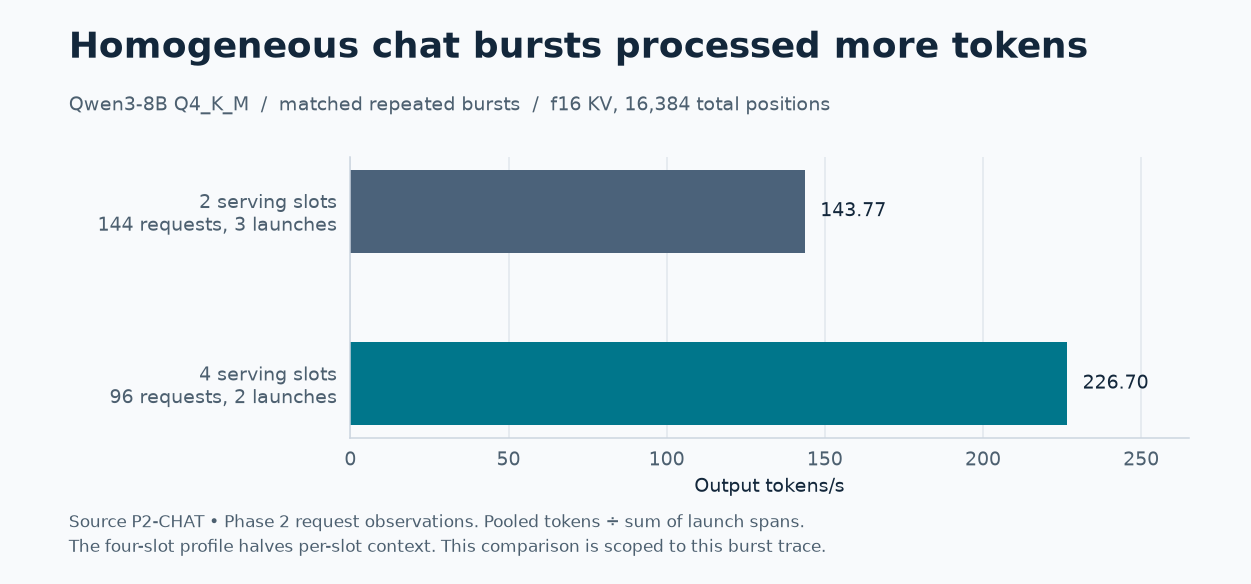 Homogeneous chat bursts processed more tokens
Qwen3-8B Q4_K_M / matched repeated bursts / f16 KV, 16,384 total positions
2 serving slots
144 requests, 3 launches
143.77
4 serving slots
96 requests, 2 launches
226.70
0 50 100 150 200 250
Output tokens/s
Source P2-CHAT • Phase 2 request observations. Pooled tokens ÷ sum of launch spans.
The four-slot profile halves per-slot context. This comparison is scoped to this burst trace.